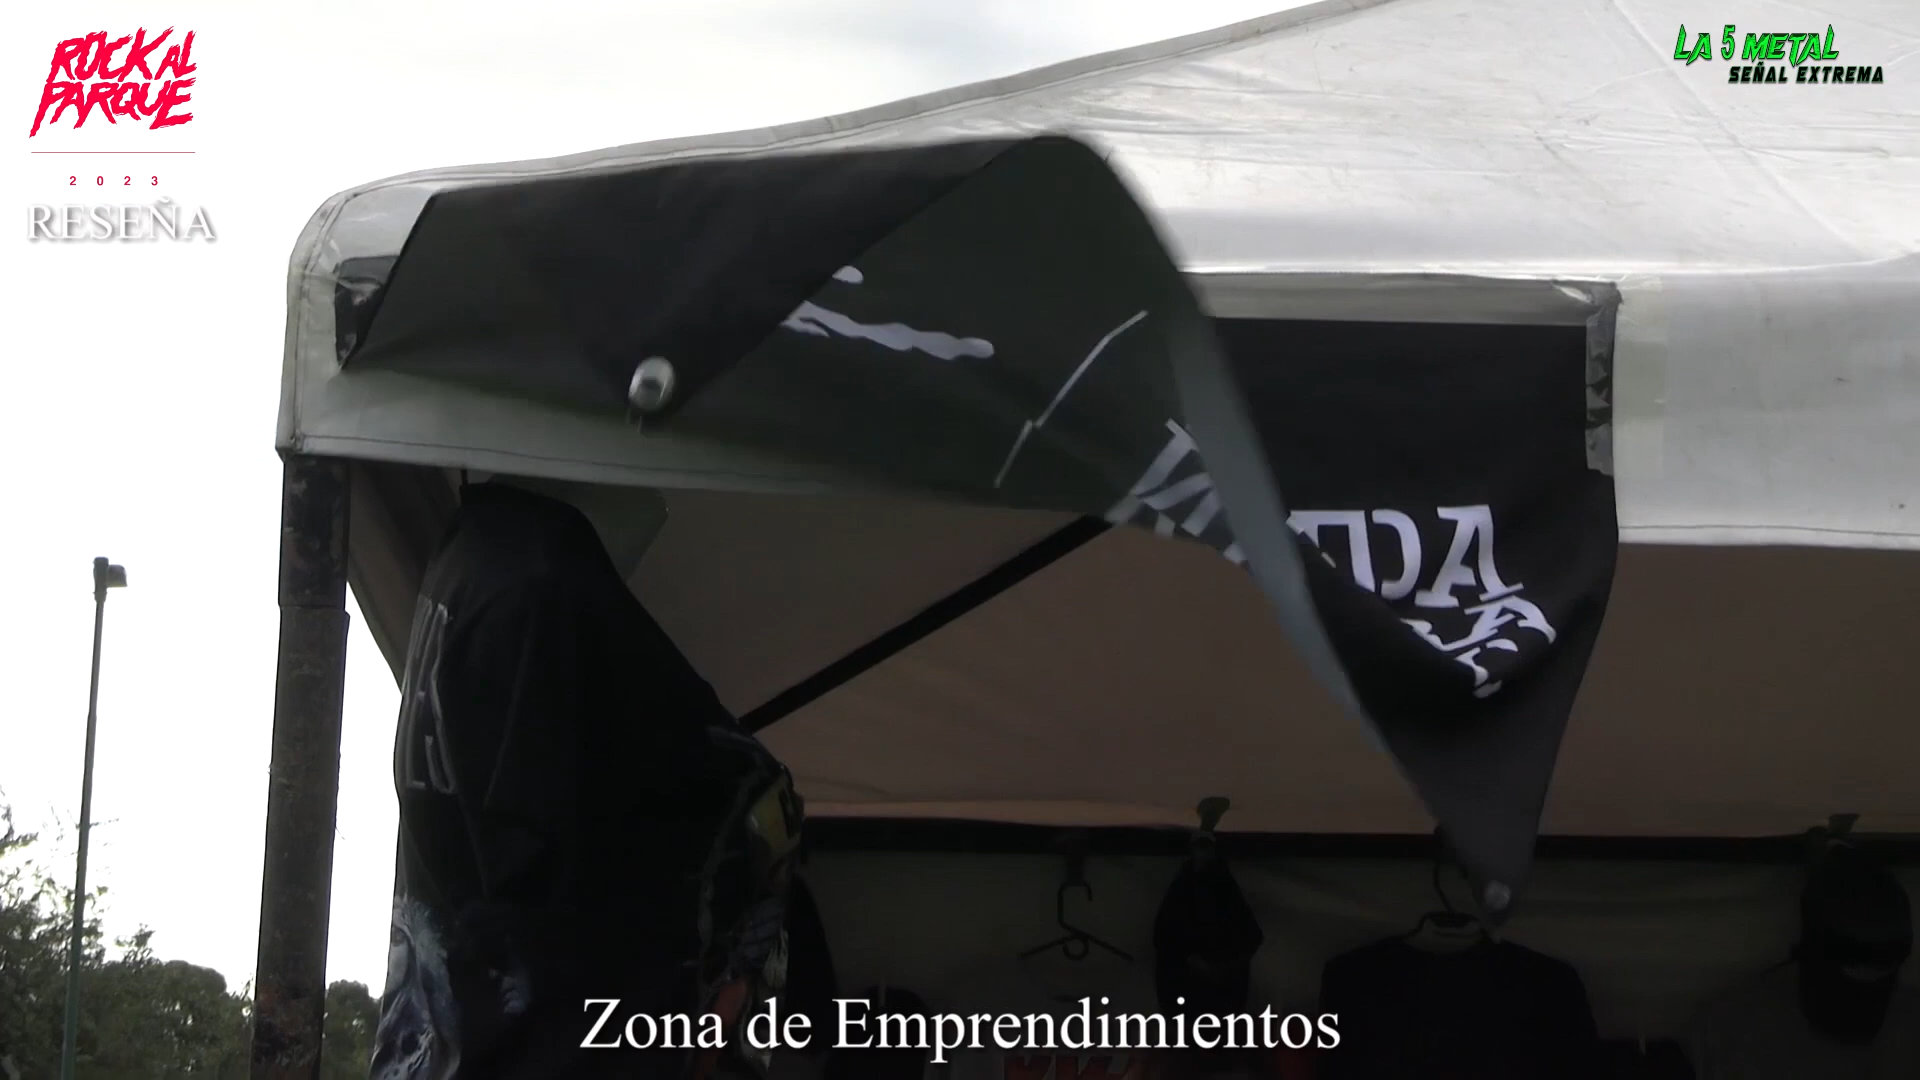 ROCK AL
PARQUE
2023
RESEÑA
LA 5 METAL
SEÑAL EXTREMA
Zona de Emprendimientos